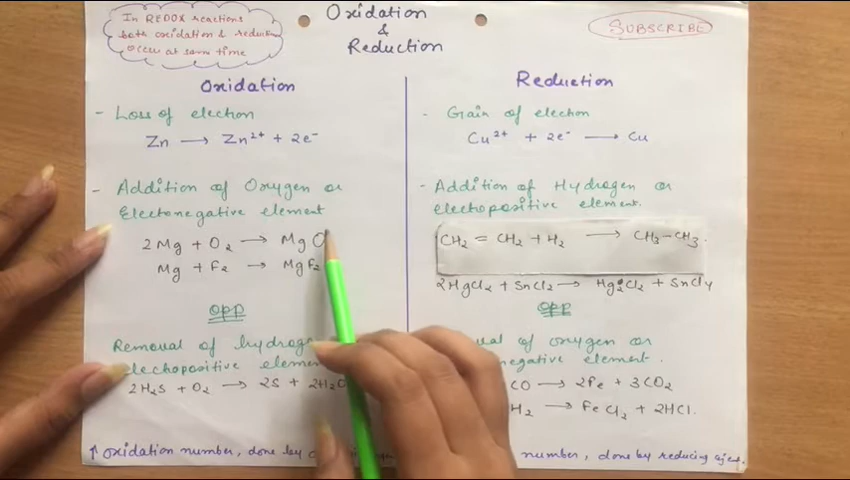 In REDOX reactions
both oxidation & reduction
occur at same time
Oxidation
&
Reduction
SUBSCRIBE
Oxidation
- Loss of electron
Zn → Zn²⁺ + 2e⁻
- Addition of Oxygen or
Electonegative element
2Mg + O₂ → MgO
Mg + F₂ → MgF₂
Opp
Removal of hydrogen
electropositive element
2H₂S + O₂ → 2S + 2H₂O
↑ oxidation number, done by
Reduction
- Gain of electron
Cu²⁺ + 2e⁻ → Cu
- Addition of Hydrogen or
electropositive element.
CH₂ = CH₂ + H₂ → CH₃-CH₃.
2HgCl₂ + SnCl₂ → Hg₂Cl₂ + SnCl₄
Opp
of oxygen or
negative element.
CO → 2Fe + 3CO₂
H₂ → FeCl₂ + 2HCl.
number, done by reducing